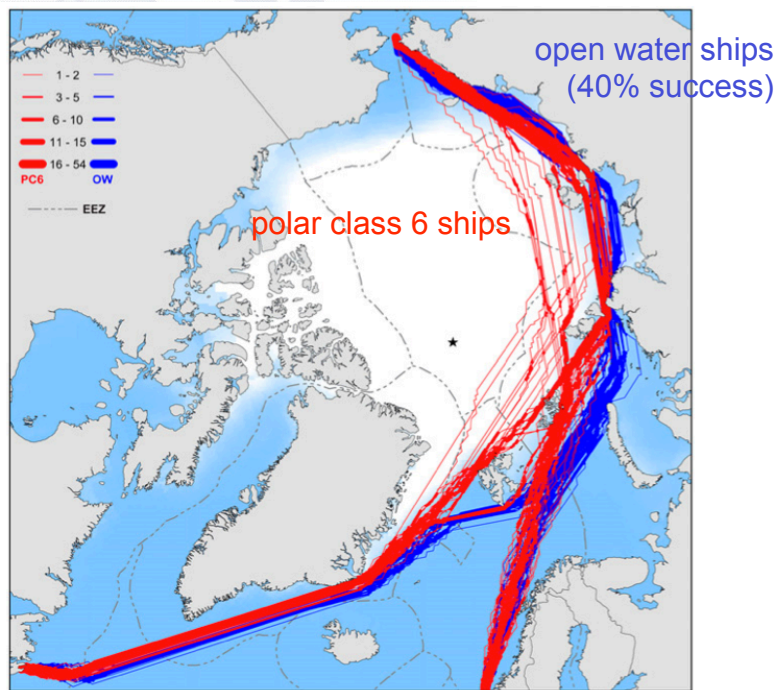 open water ships
(40% success)
1 - 2
3 - 5
6 - 10
11 - 15
16 - 54
PC6 OW
EEZ
polar class 6 ships